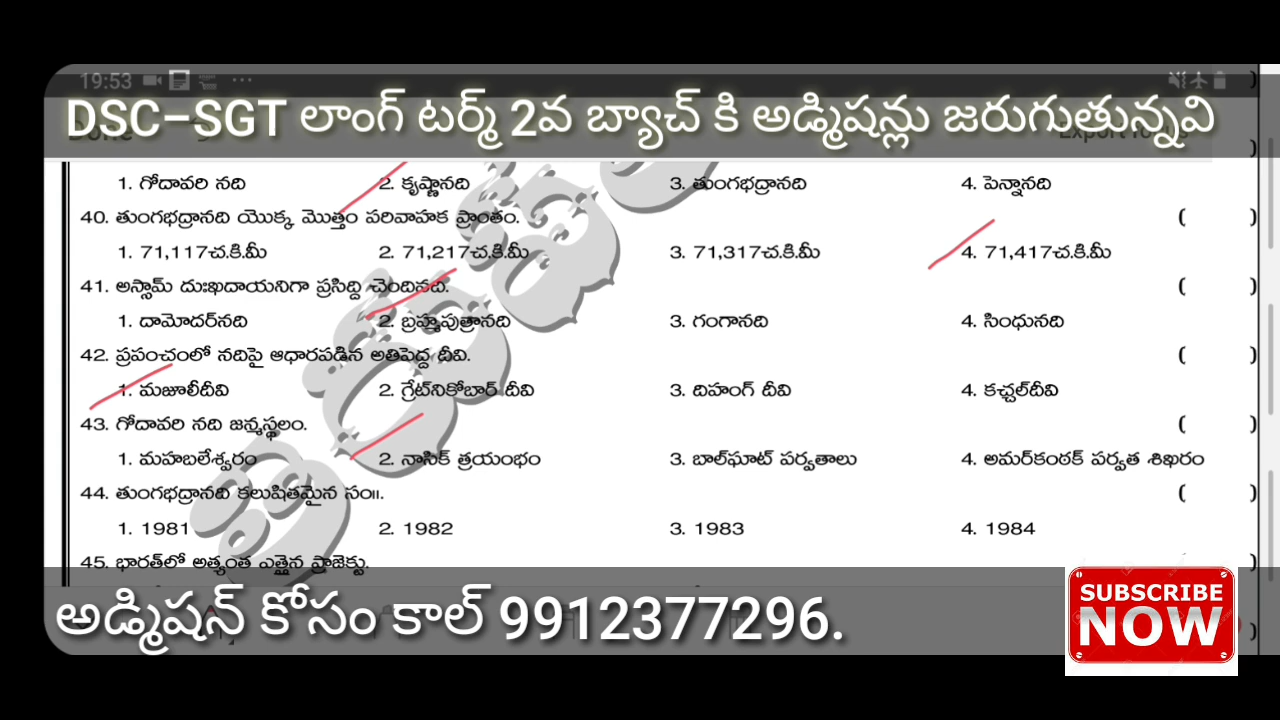 19:53
DSC–SGT లాంగ్ టర్మ్ 2వ బ్యాచ్ కి అడ్మిషన్లు జరుగుతున్నవి
1. గోదావరి నది 2. కృష్ణానది 3. తుంగభద్రానది 4. పెన్నానది
40. తుంగభద్రానది యొక్క మొత్తం పరివాహక ప్రాంతం. ( )
1. 71,117చ.కి.మీ 2. 71,217చ.కి.మీ 3. 71,317చ.కి.మీ 4. 71,417చ.కి.మీ
41. అస్సామ్ దుఃఖదాయనిగా ప్రసిద్ది చెందినది. ( )
1. దామోదర్‌నది 2. బ్రహ్మపుత్రానది 3. గంగానది 4. సింధునది
42. ప్రపంచంలో నదిపై ఆధారపడిన అతిపెద్ద దీవి. ( )
1. మజూలీదీవి 2. గ్రేట్‌నికోబార్ దీవి 3. దిహంగ్ దీవి 4. కచ్చల్‌దీవి
43. గోదావరి నది జన్మస్థలం. ( )
1. మహబలేశ్వరం 2. నాసిక్ త్రయంభం 3. బాల్‌ఘాట్ పర్వతాలు 4. అమర్‌కంఠక్ పర్వత శిఖరం
44. తుంగభద్రానది కలుషితమైన సం॥. ( )
1. 1981 2. 1982 3. 1983 4. 1984
45. భారత్‌లో అత్యంత ఎత్తైన ప్రాజెక్టు. )
అడ్మిషన్ కోసం కాల్ 9912377296.
SUBSCRIBE
NOW